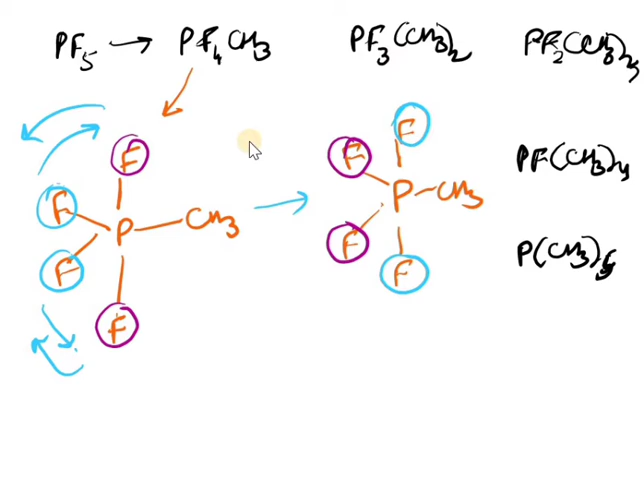 PF5 → PF4CH3 PF3(CH3)2 PF2(CH3)3
PF(CH3)4
P(CH3)5
F
F
P
CH3
F
F
F
F
P
CH3
F
F